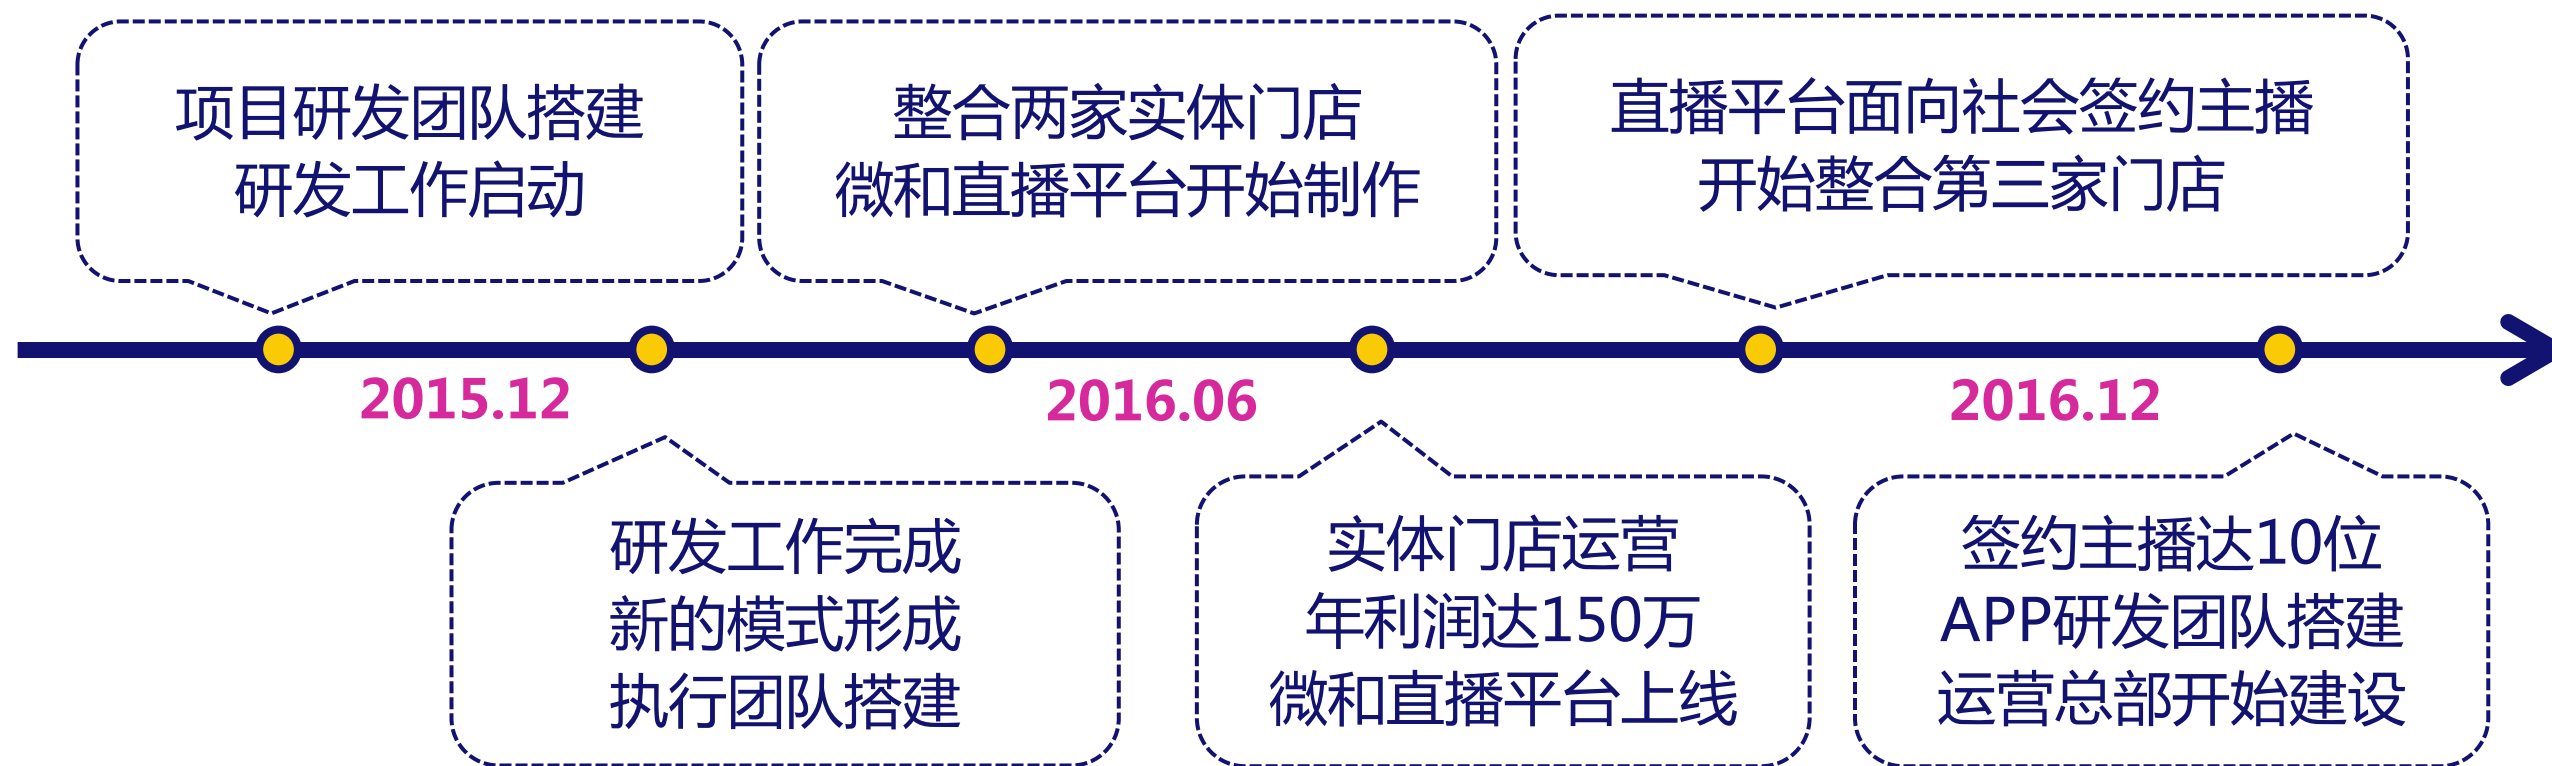 项目研发团队搭建
研发工作启动
整合两家实体门店
微和直播平台开始制作
直播平台面向社会签约主播
开始整合第三家门店
2015.12
2016.06
2016.12
研发工作完成
新的模式形成
执行团队搭建
实体门店运营
年利润达150万
微和直播平台上线
签约主播达10位
APP研发团队搭建
运营总部开始建设